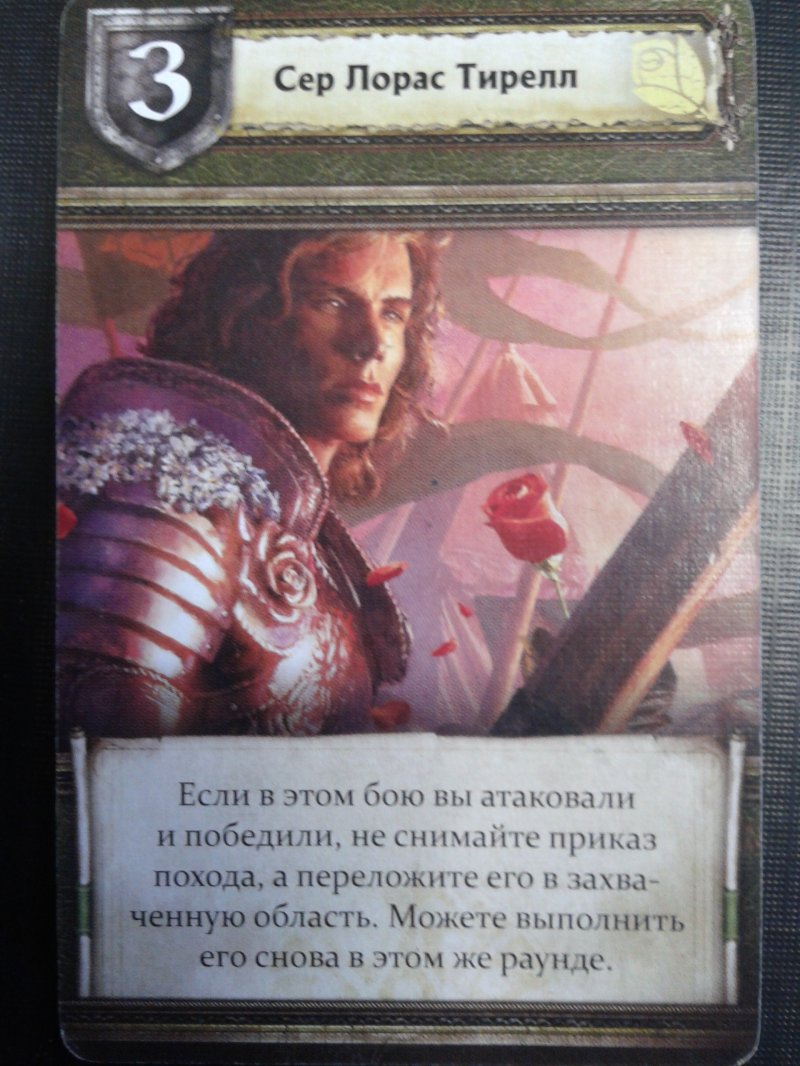 3
Сер Лорас Тирелл
Если в этом бою вы атаковали
и победили, не снимайте приказ
похода, а переложите его в захва-
ченную область. Можете выполнить
его снова в этом же раунде.